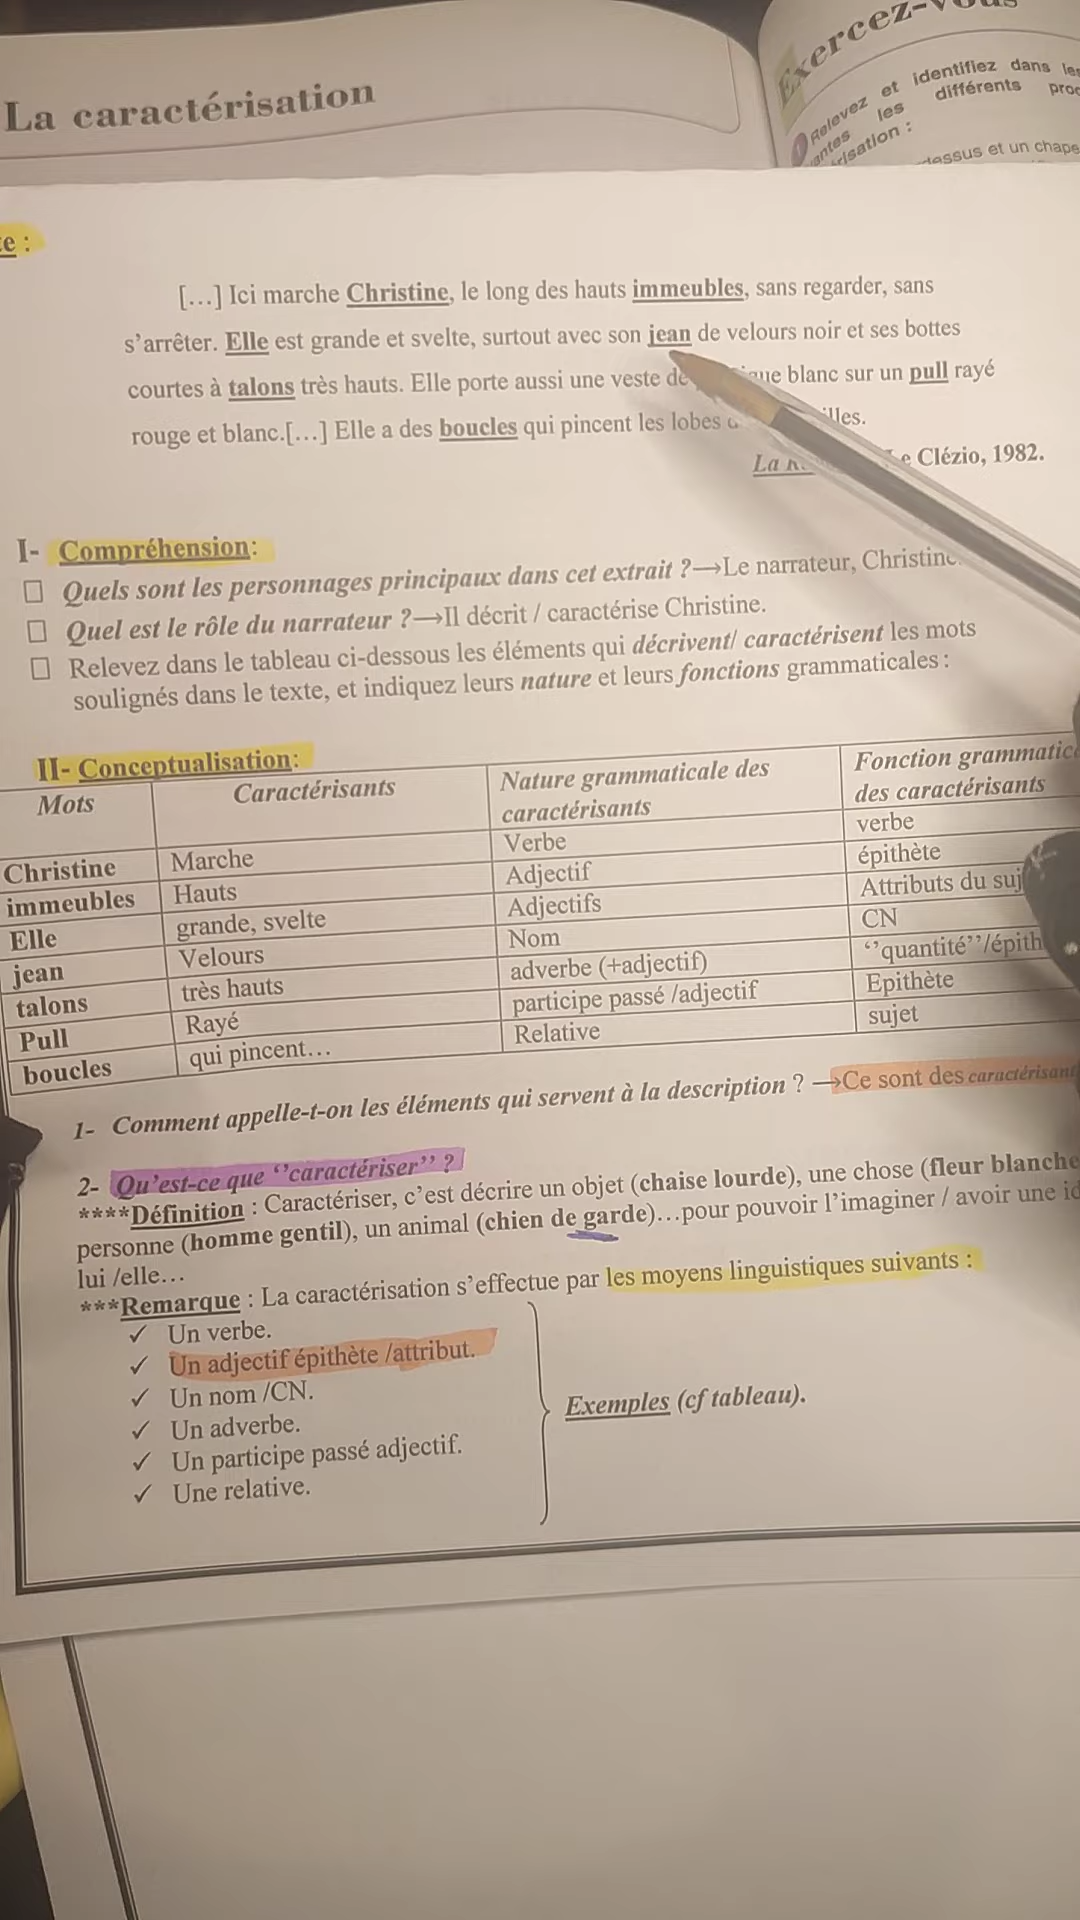 La caractérisation
Exercez-vous
Relevez et identifiez dans les
les différents
:
dessus et un
:
[…] Ici marche Christine, le long des hauts immeubles, sans regarder, sans
s’arrêter. Elle est grande et svelte, surtout avec son jean de velours noir et ses bottes
courtes à talons très hauts. Elle porte aussi une veste de blanc sur un pull rayé
rouge et blanc.[…] Elle a des boucles qui pincent les lobes
La Clézio, 1982.
I- Compréhension:
☐ Quels sont les personnages principaux dans cet extrait ?→Le narrateur, Christine.
☐ Quel est le rôle du narrateur ?→Il décrit / caractérise Christine.
☐ Relevez dans le tableau ci-dessous les éléments qui décrivent/ caractérisent les mots
soulignés dans le texte, et indiquez leurs nature et leurs fonctions grammaticales :
II- Conceptualisation:
Mots Caractérisants Nature grammaticale des caractérisants Fonction des caractérisants
Christine Marche Verbe verbe
immeubles Hauts Adjectif épithète
Elle grande, svelte Adjectifs Attributs du
jean Velours Nom CN
talons très hauts adverbe (+adjectif) ‘’quantité’’/
Pull Rayé participe passé /adjectif Epithète
boucles qui pincent… Relative sujet
1- Comment appelle-t-on les éléments qui servent à la description ? →Ce sont des
2- Qu’est-ce que ‘’caractériser’’ ?
****Définition : Caractériser, c’est décrire un objet (chaise lourde), une chose (fleur blanche
personne (homme gentil), un animal (chien de garde)…pour pouvoir l’imaginer / avoir une
lui /elle…
***Remarque : La caractérisation s’effectue par les moyens linguistiques suivants :
✓ Un verbe.
✓ Un adjectif épithète /attribut.
✓ Un nom /CN.
✓ Un adverbe.
✓ Un participe passé adjectif.
✓ Une relative.
Exemples (cf tableau).